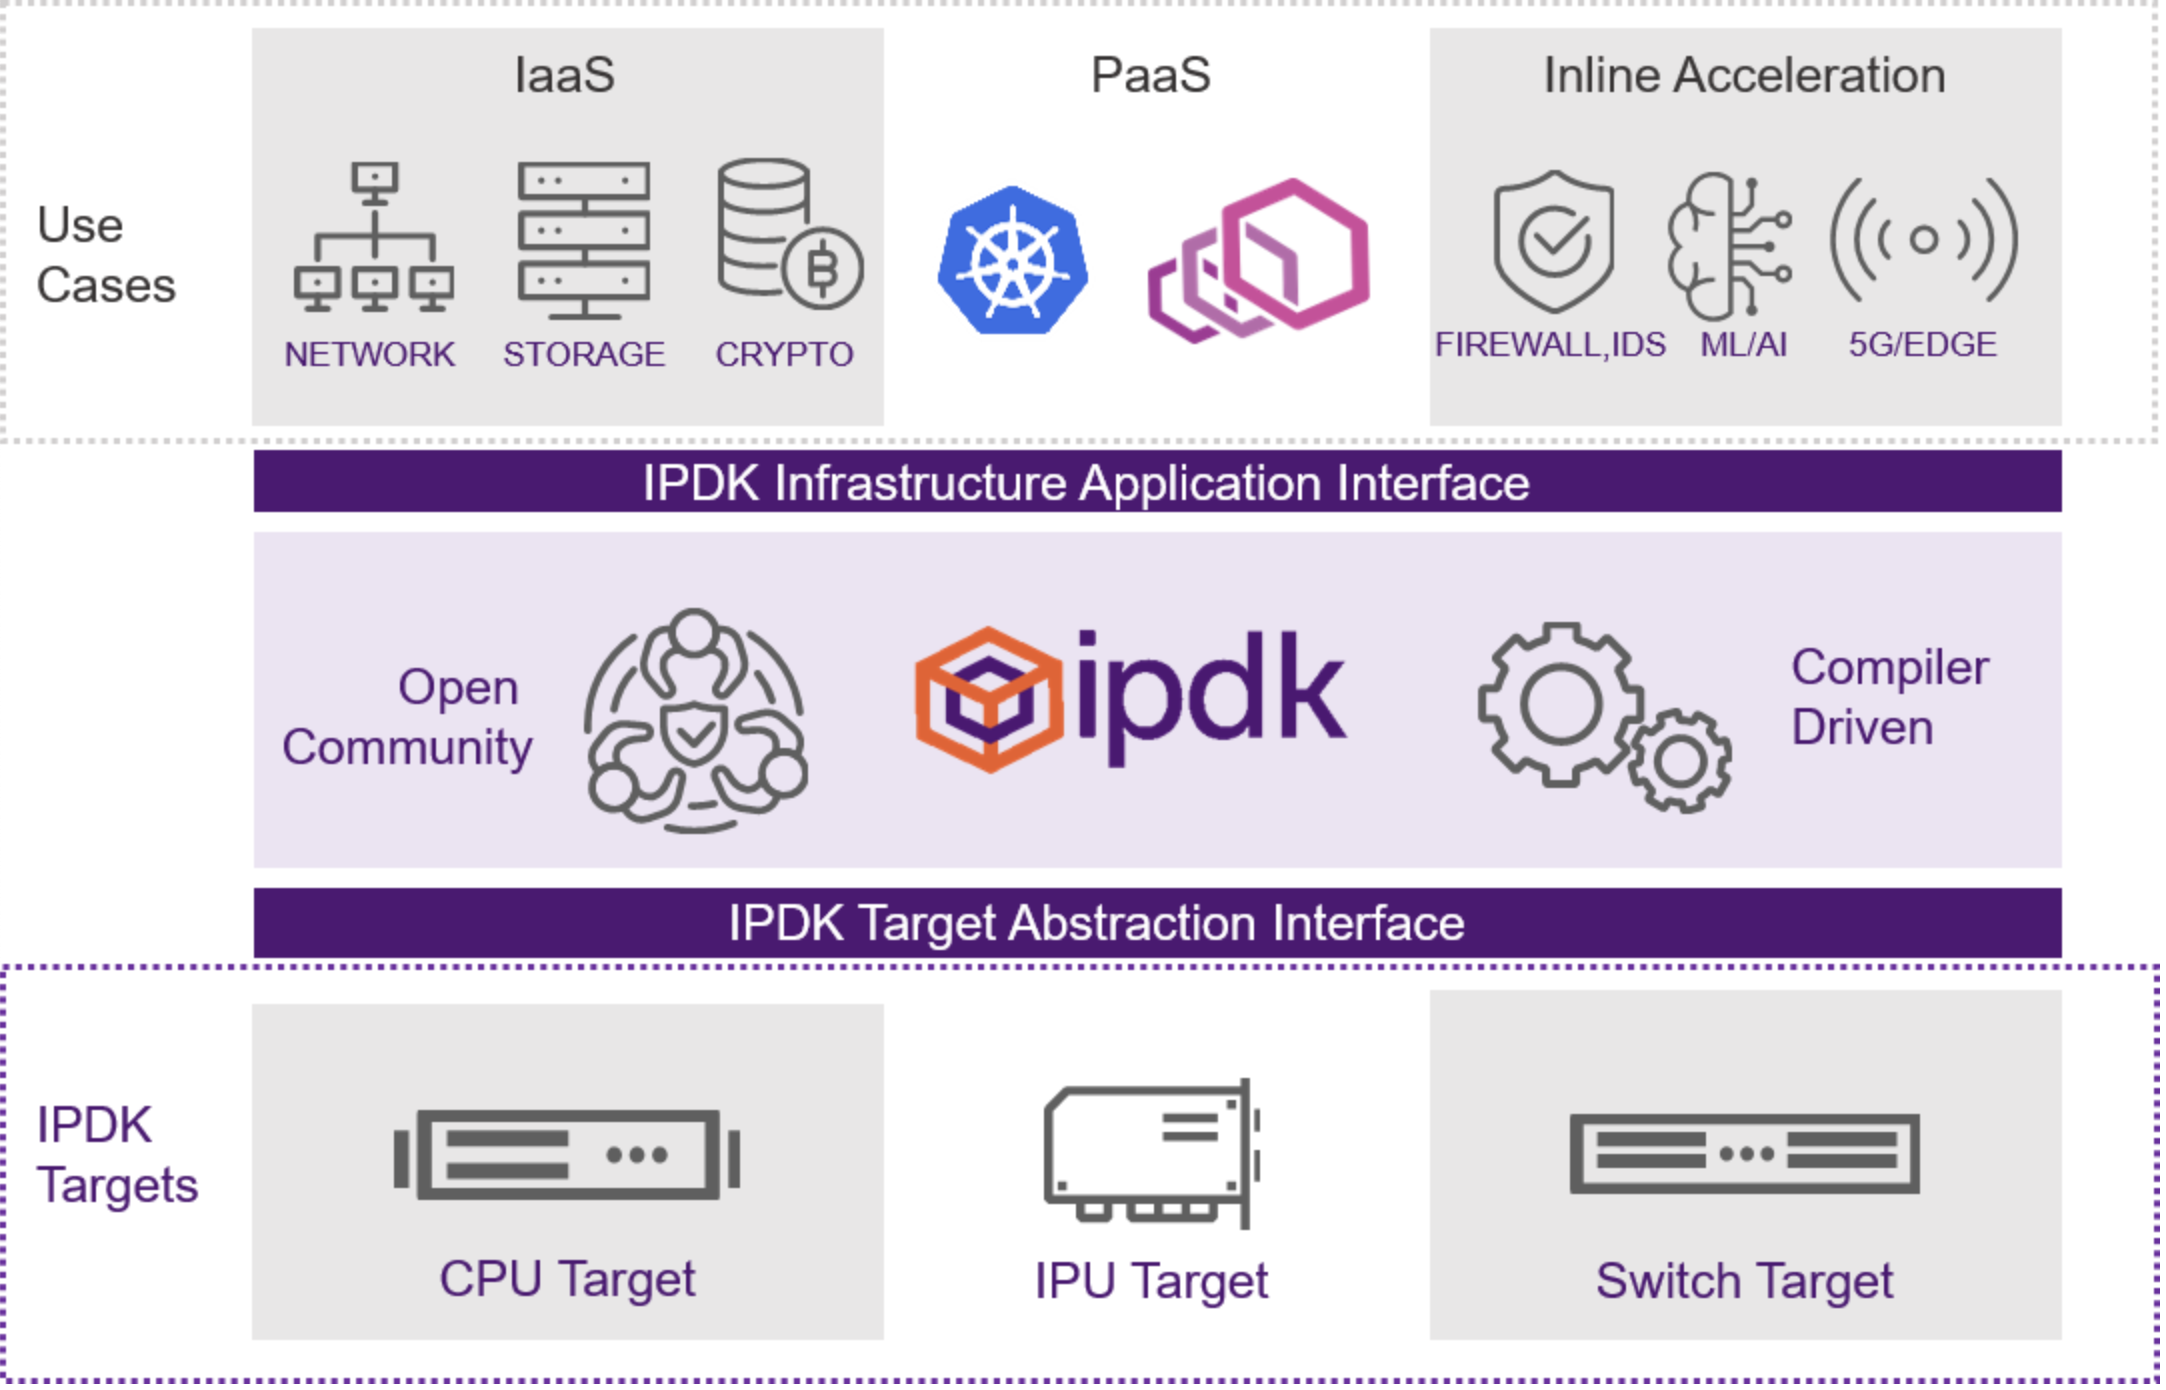 IaaS
PaaS
Inline Acceleration
Use
Cases
NETWORK
STORAGE
CRYPTO
FIREWALL,IDS
ML/AI
5G/EDGE
IPDK Infrastructure Application Interface
Open
Community
ipdk
Compiler
Driven
IPDK Target Abstraction Interface
IPDK
Targets
CPU Target
IPU Target
Switch Target